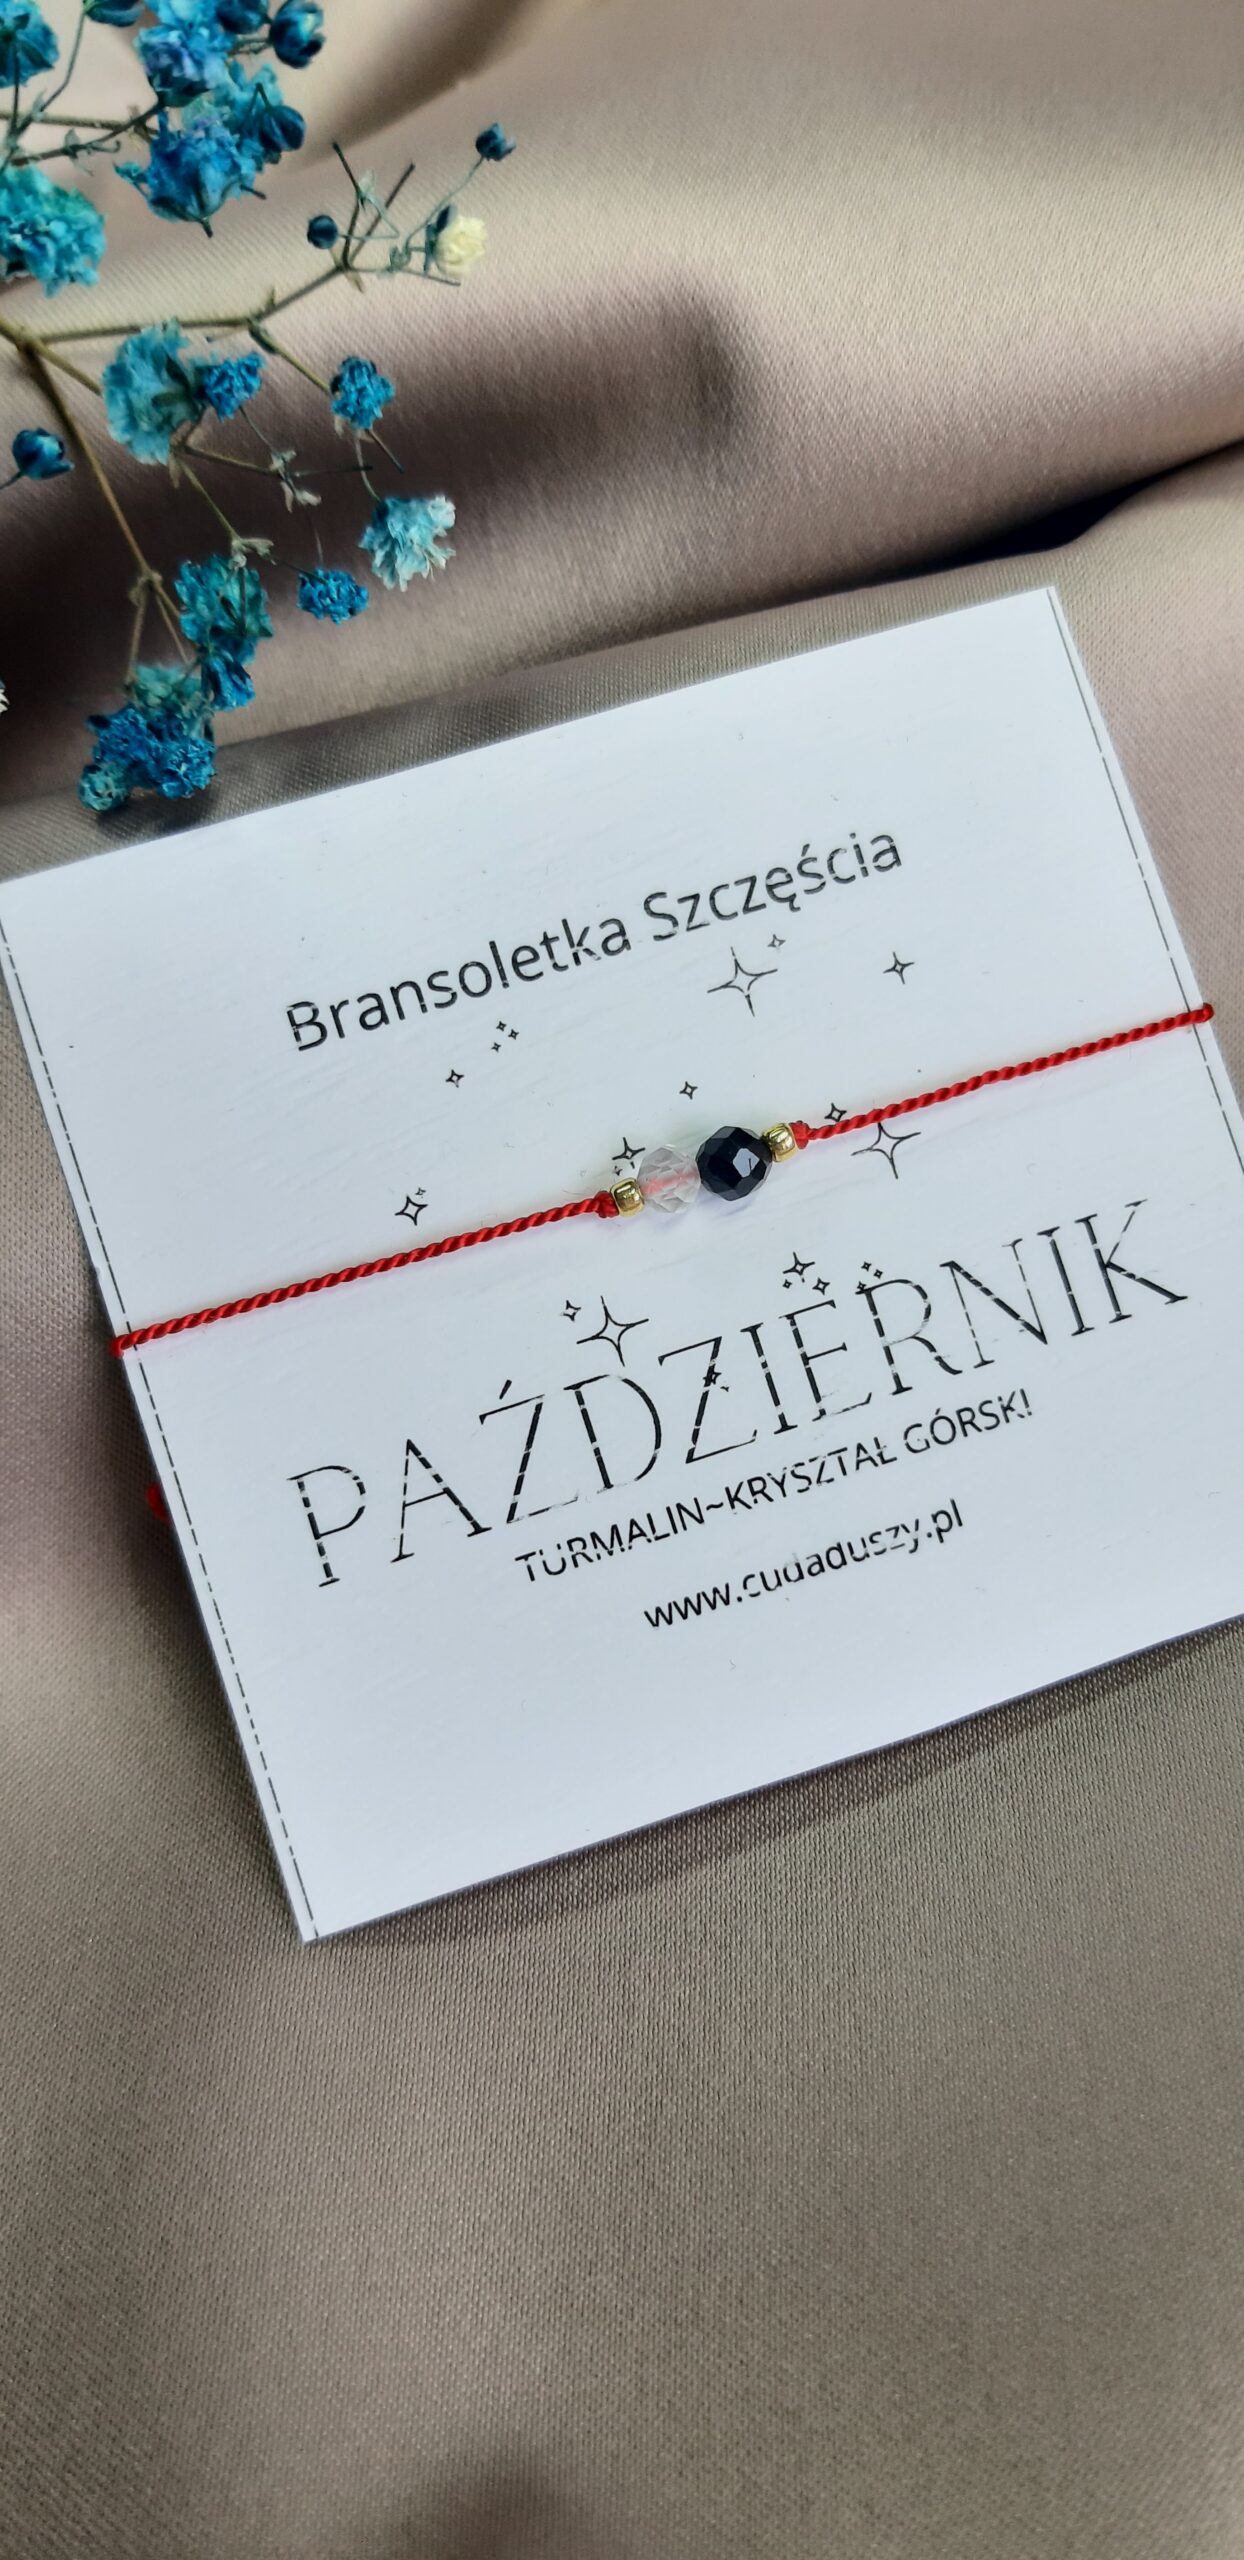 Bransoletka Szczęścia
PAŹDZIERNIK
TURMALIN~KRYSZTAŁ GÓRSKI
www.cudaduszy.pl